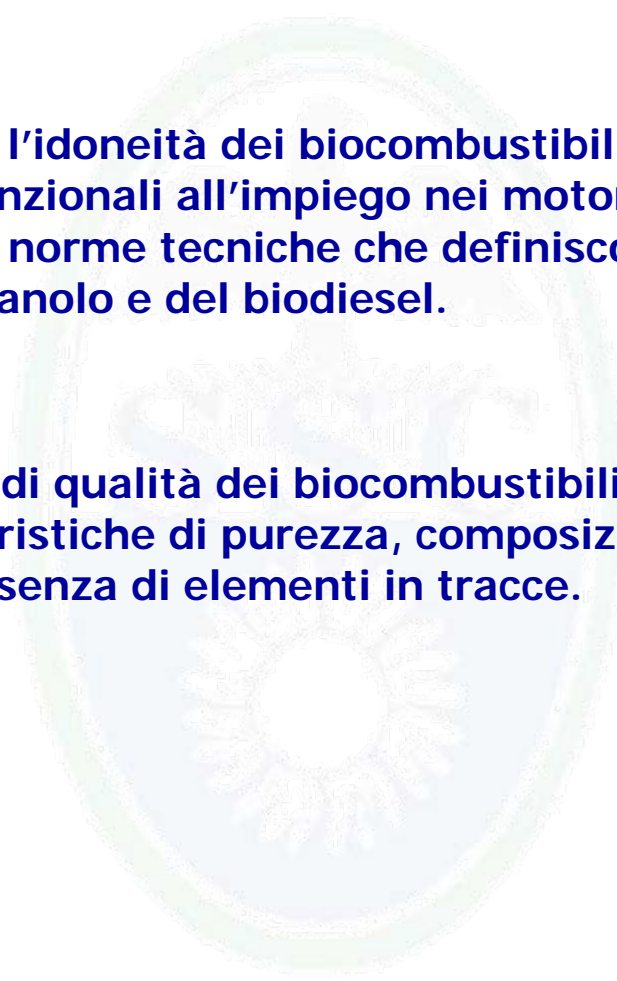 l'idoneità dei biocombustibil
nzionali all'impiego nei motor
norme tecniche che definisco
anolo e del biodiesel.
di qualità dei biocombustibili
ristiche di purezza, composiz
senza di elementi in tracce.